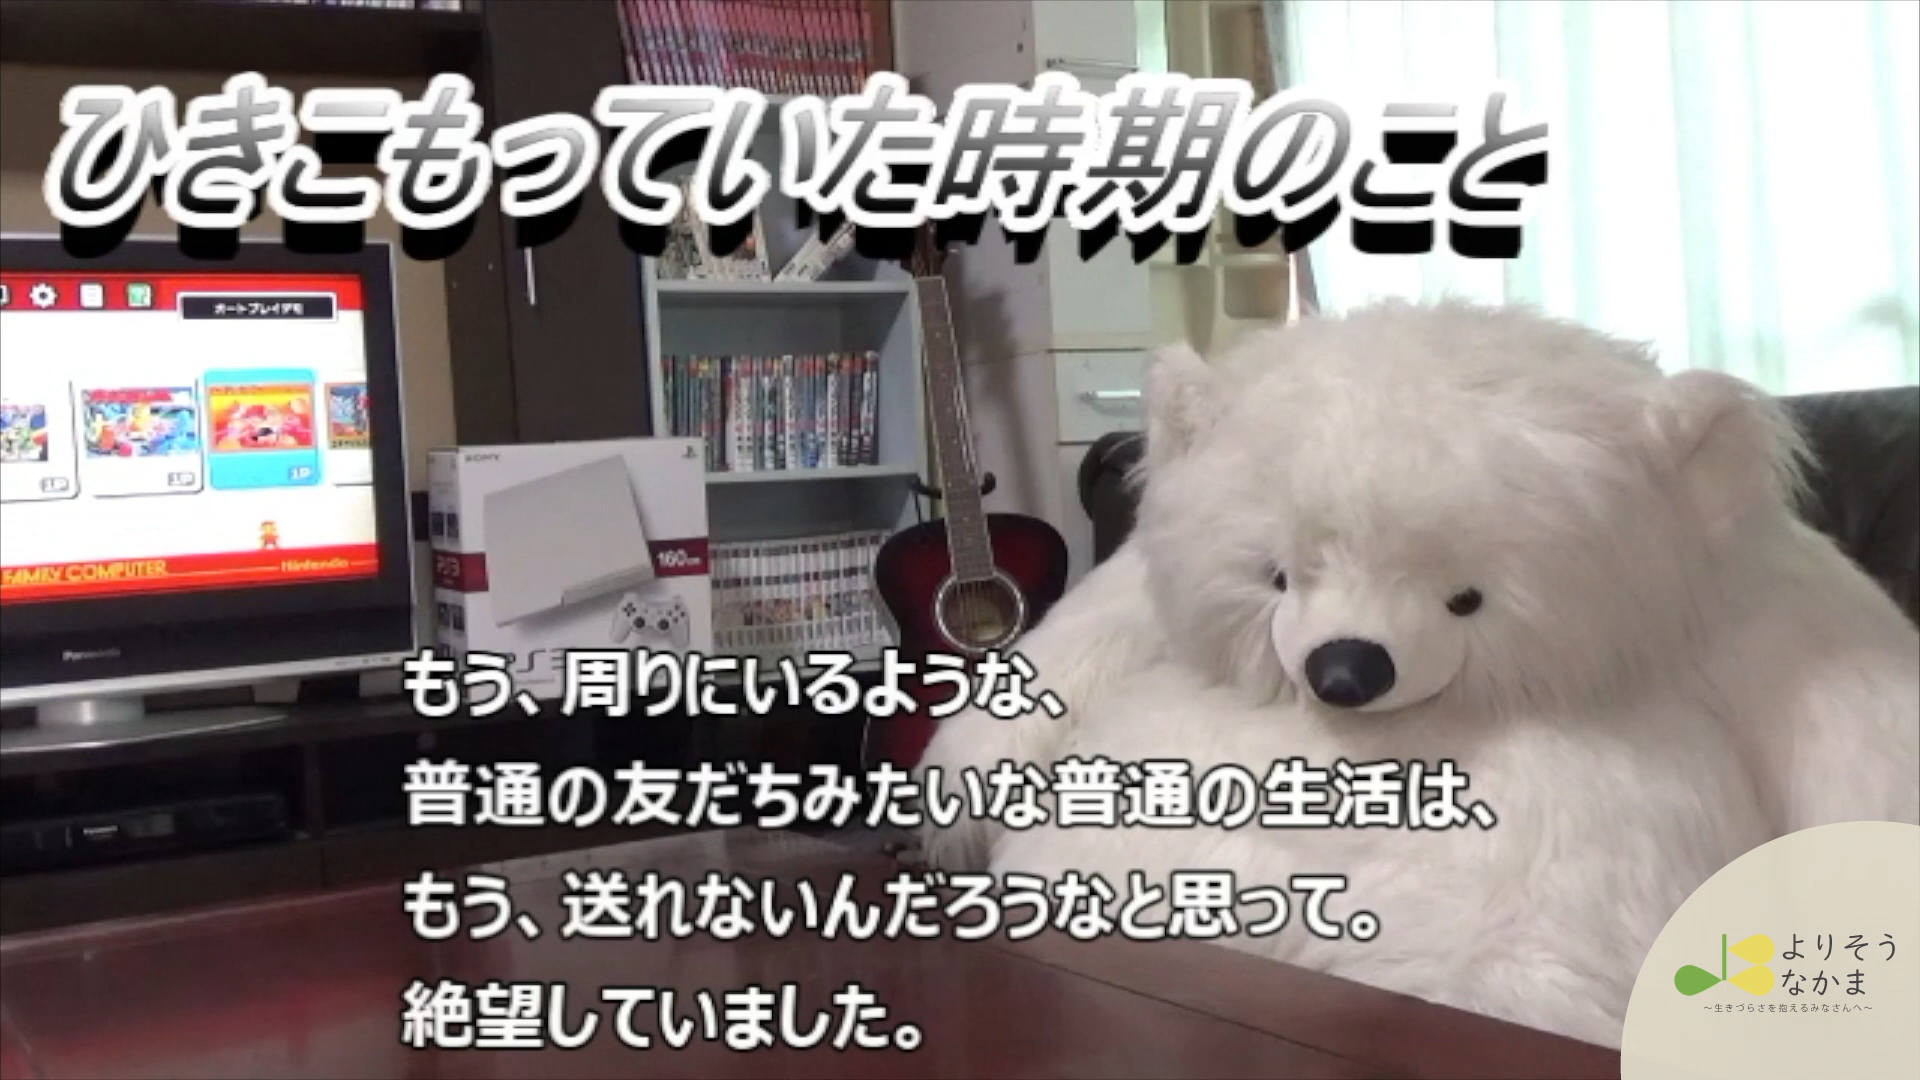 ひきこもっていた時期のこと
オートプレイデモ
1P
1P
1P
FAMILY COMPUTER
Nintendo
Panasonic
SONY
PS3
160GB
もう、周りにいるような、
普通の友だちみたいな普通の生活は、
もう、送れないんだろうなと思って。
絶望していました。
よりそう
なかま
～生きづらさを抱えるみなさんへ～